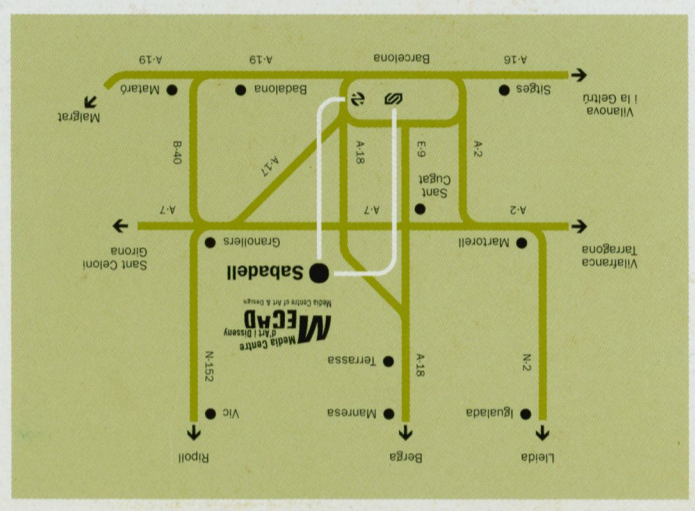 Lleida
Berga
Ripoll
Igualada
Manresa
Vic
N-2
A-18
N-152
Terrassa
Media Centre
d'Art i Disseny
MECAD
Media Centre of Art & Design
Sabadell
Vilafranca
Tarragona
Martorell
Granollers
Sant Celoni
Girona
A-2
A-7
A-7
Sant
Cugat
A-2
E-9
A-18
A-17
B-40
Vilanova
i la Geltrú
Sitges
Badalona
Mataró
Malgrat
A-16
Barcelona
A-19
A-19